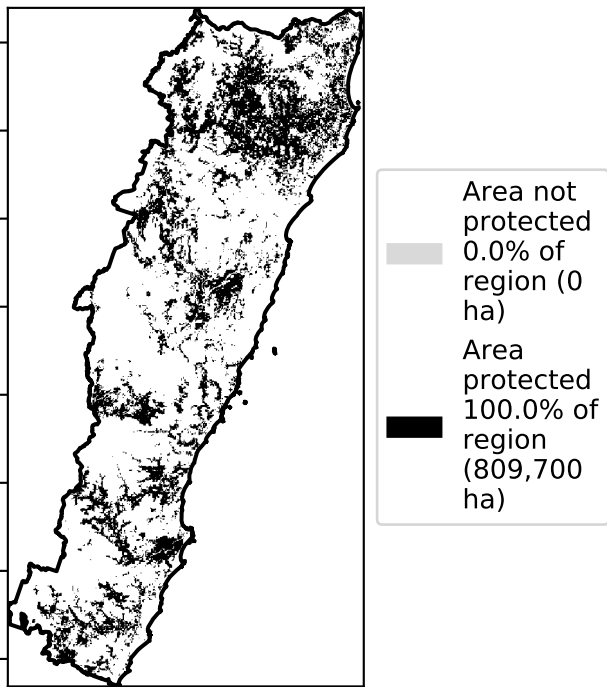 Area not
protected
0.0% of
region (0
ha)
Area
protected
100.0% of
region
(809,700
ha)